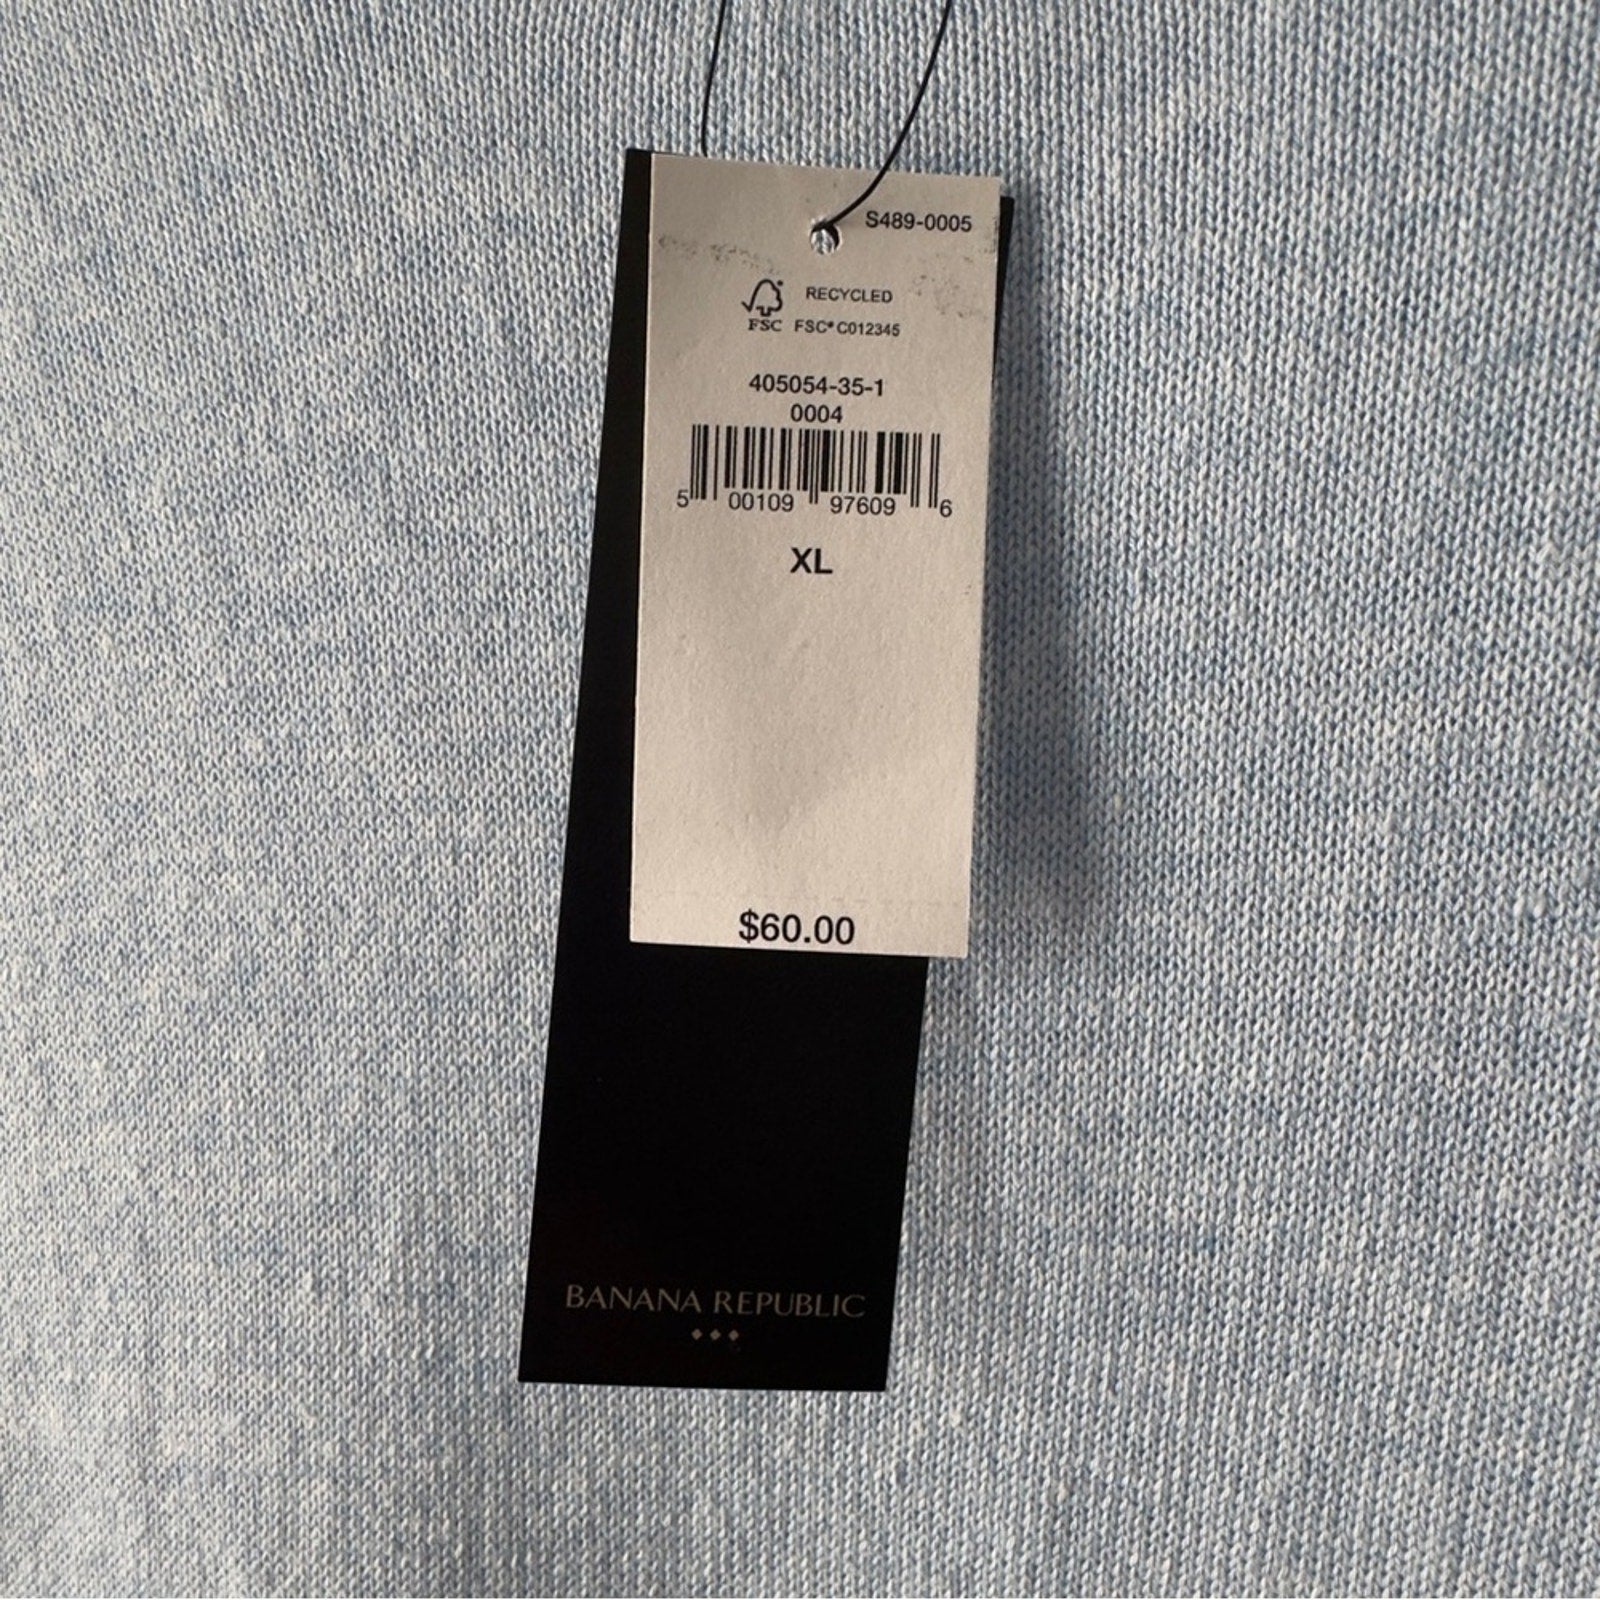 S489-0005
RECYCLED
FSC FSC® C012345
405054-35-1
0004
5 00109 97609 6
XL
$60.00
BANANA REPUBLIC